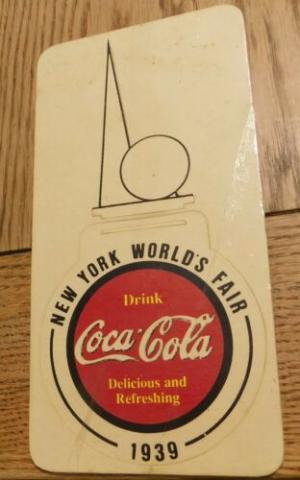 NEW YORK WORLD'S FAIR
Drink
Coca-Cola
Delicious and
Refreshing
1939